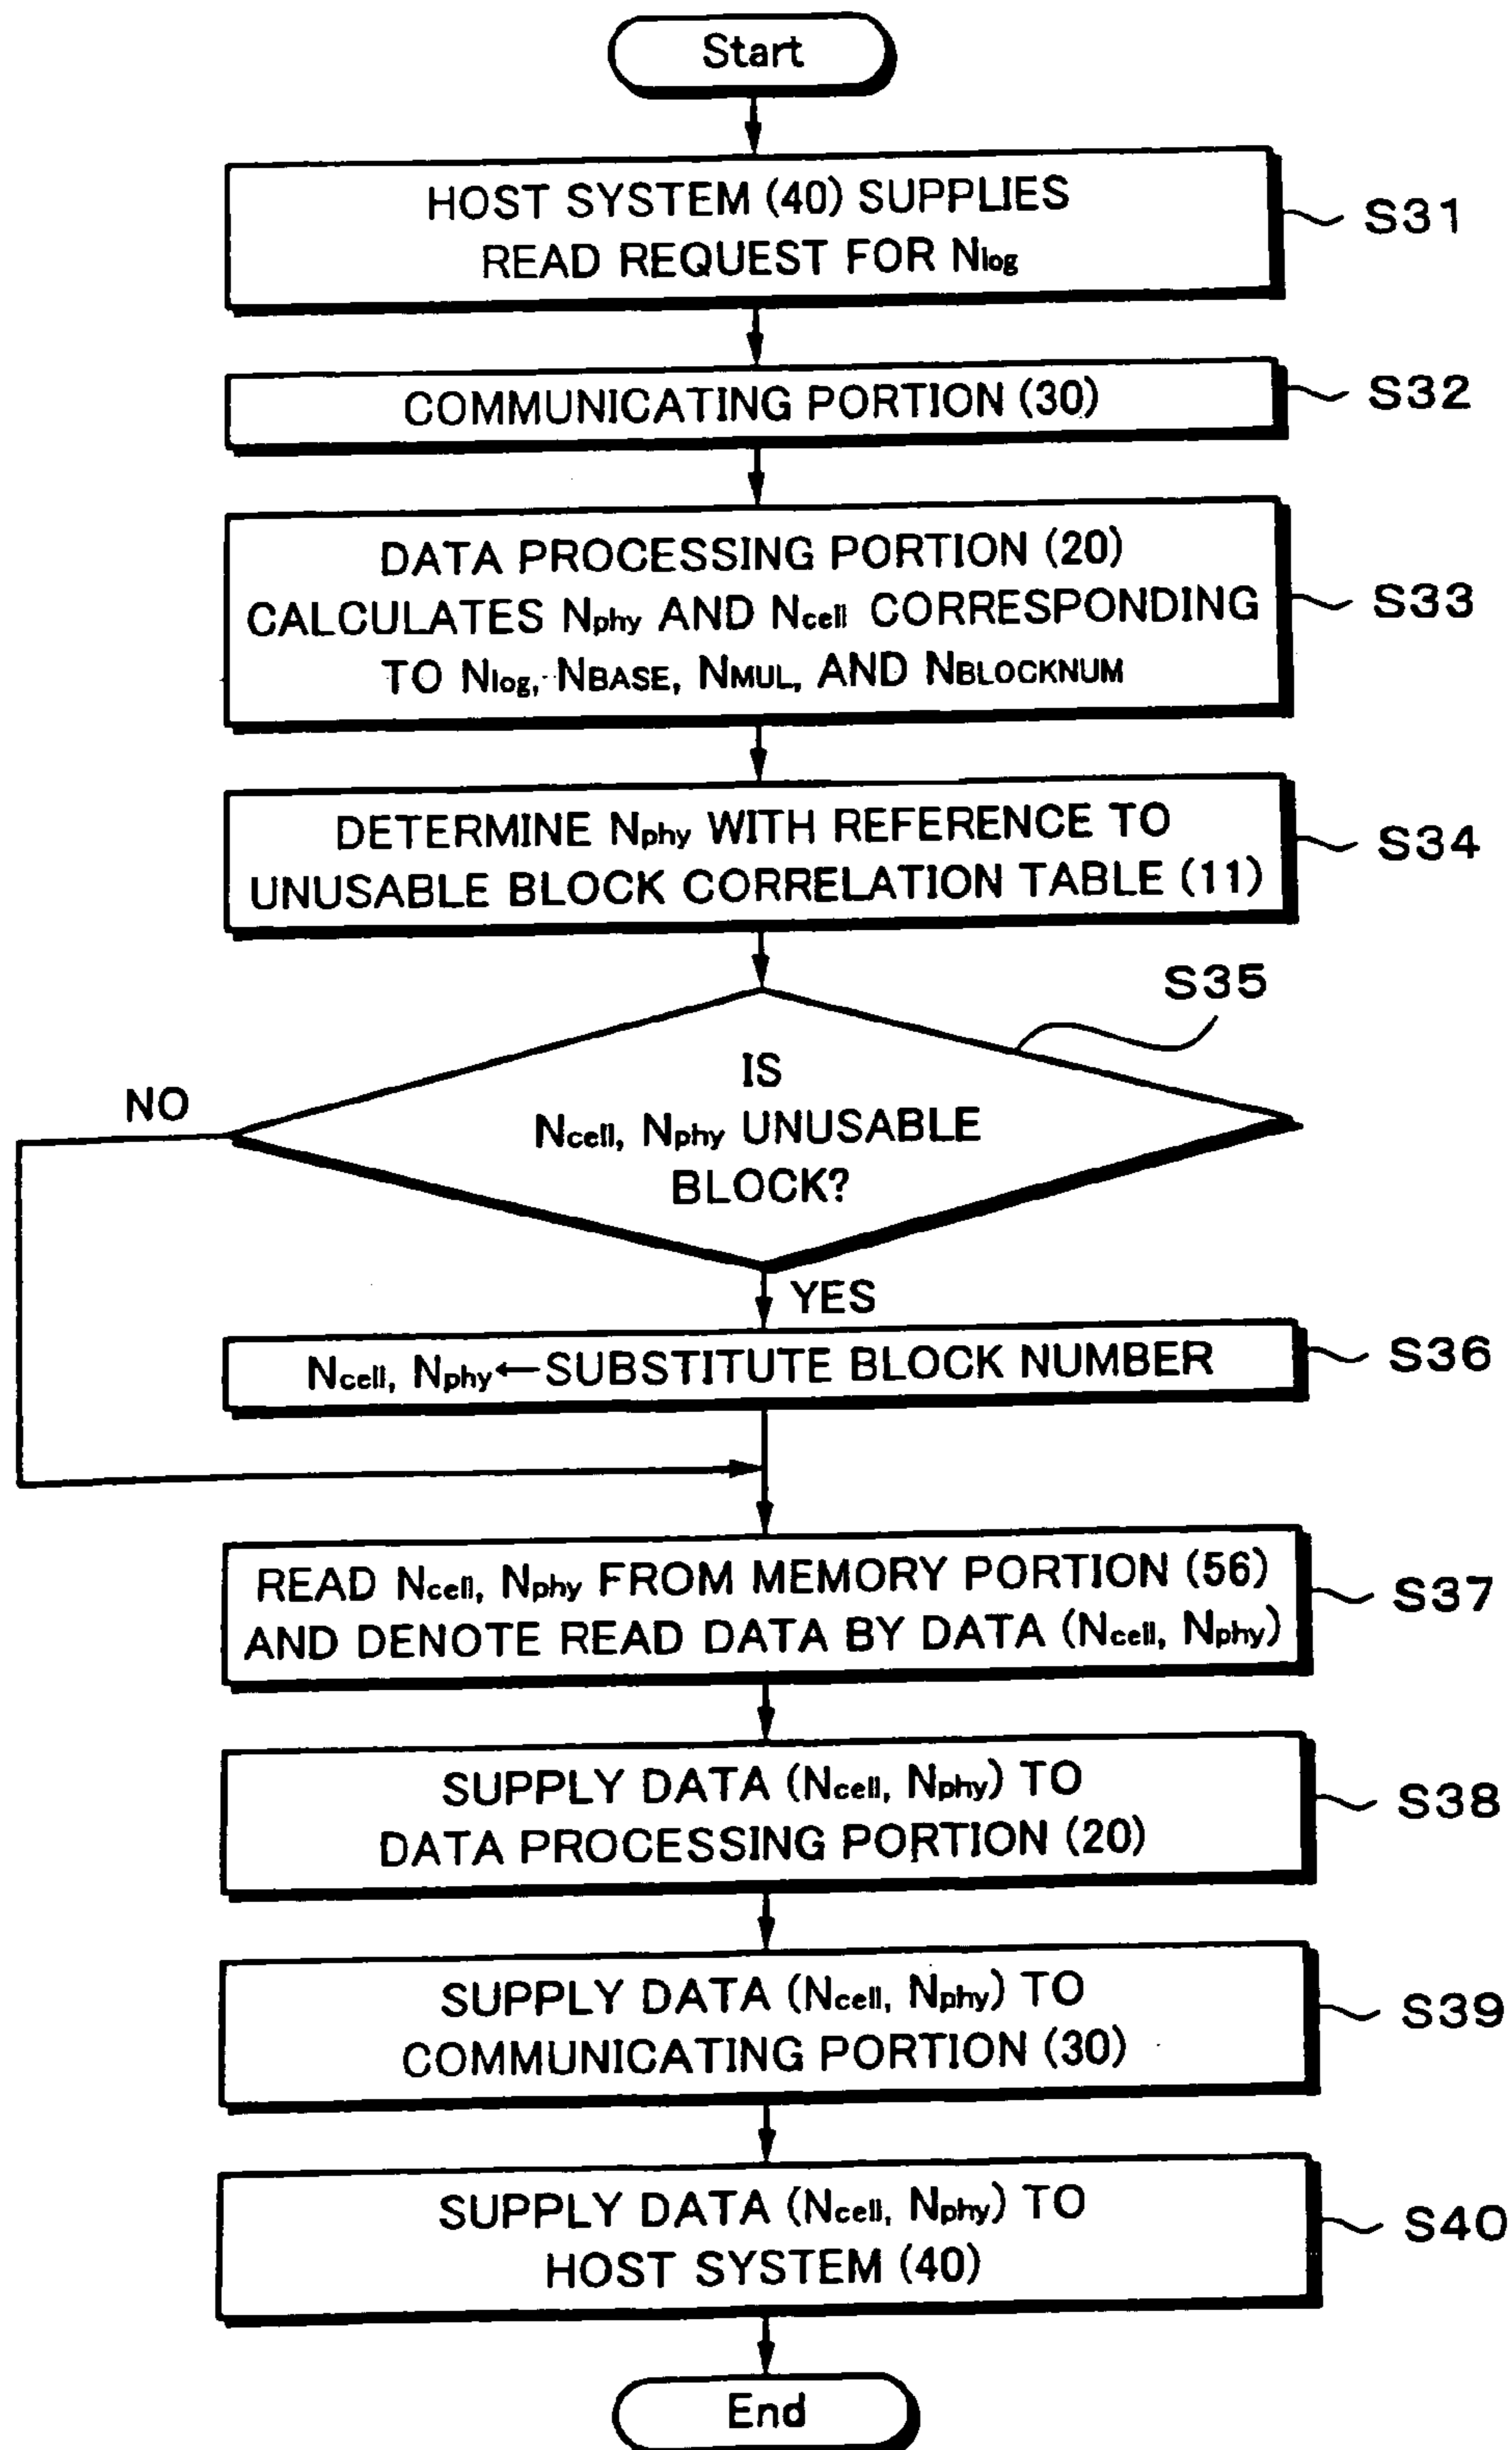 Start
HOST SYSTEM (40) SUPPLIES
READ REQUEST FOR Nlog
S31
COMMUNICATING PORTION (30)
S32
DATA PROCESSING PORTION (20)
CALCULATES Nphy AND Ncell CORRESPONDING
TO Nlog, NBASE, NMUL, AND NBLOCKNUM
S33
DETERMINE Nphy WITH REFERENCE TO
UNUSABLE BLOCK CORRELATION TABLE (11)
S34
S35
IS
Ncell, Nphy UNUSABLE
BLOCK?
NO
YES
Ncell, Nphy←SUBSTITUTE BLOCK NUMBER
S36
READ Ncell, Nphy FROM MEMORY PORTION (56)
AND DENOTE READ DATA BY DATA (Ncell, Nphy)
S37
SUPPLY DATA (Ncell, Nphy) TO
DATA PROCESSING PORTION (20)
S38
SUPPLY DATA (Ncell, Nphy) TO
COMMUNICATING PORTION (30)
S39
SUPPLY DATA (Ncell, Nphy) TO
HOST SYSTEM (40)
S40
End